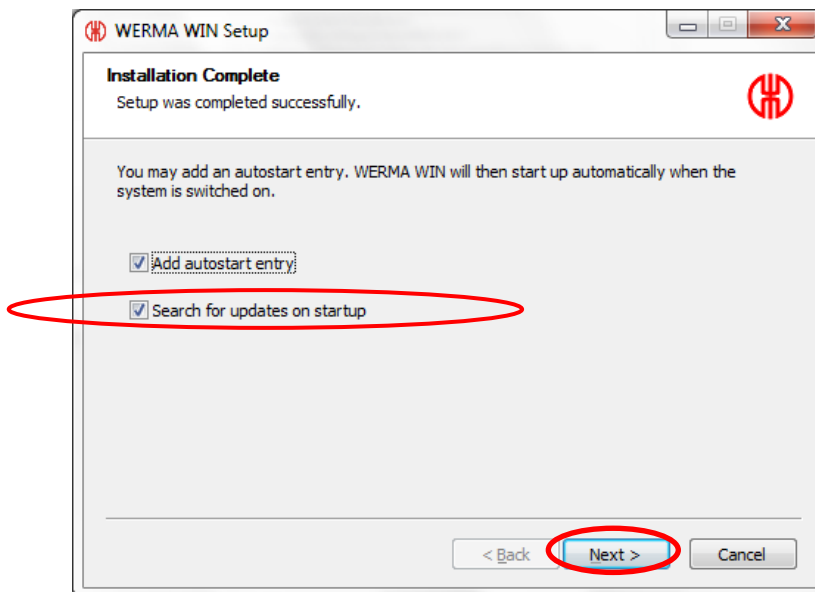 WERMA WIN Setup
Installation Complete
Setup was completed successfully.
You may add an autostart entry. WERMA WIN will then start up automatically when the
system is switched on.
Add autostart entry
Search for updates on startup
< Back Next > Cancel